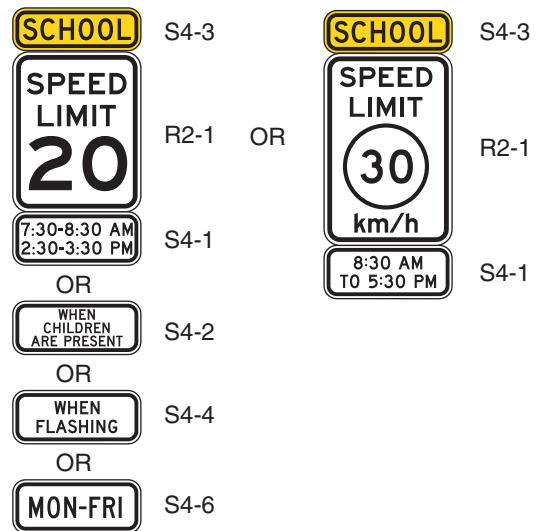 SCHOOL S4-3
SPEED
LIMIT
20
R2-1
7:30-8:30 AM
2:30-3:30 PM
S4-1
OR
WHEN
CHILDREN
ARE PRESENT
S4-2
OR
WHEN
FLASHING
S4-4
OR
MON-FRI S4-6
OR
SCHOOL S4-3
SPEED
LIMIT
30
km/h
R2-1
8:30 AM
TO 5:30 PM
S4-1